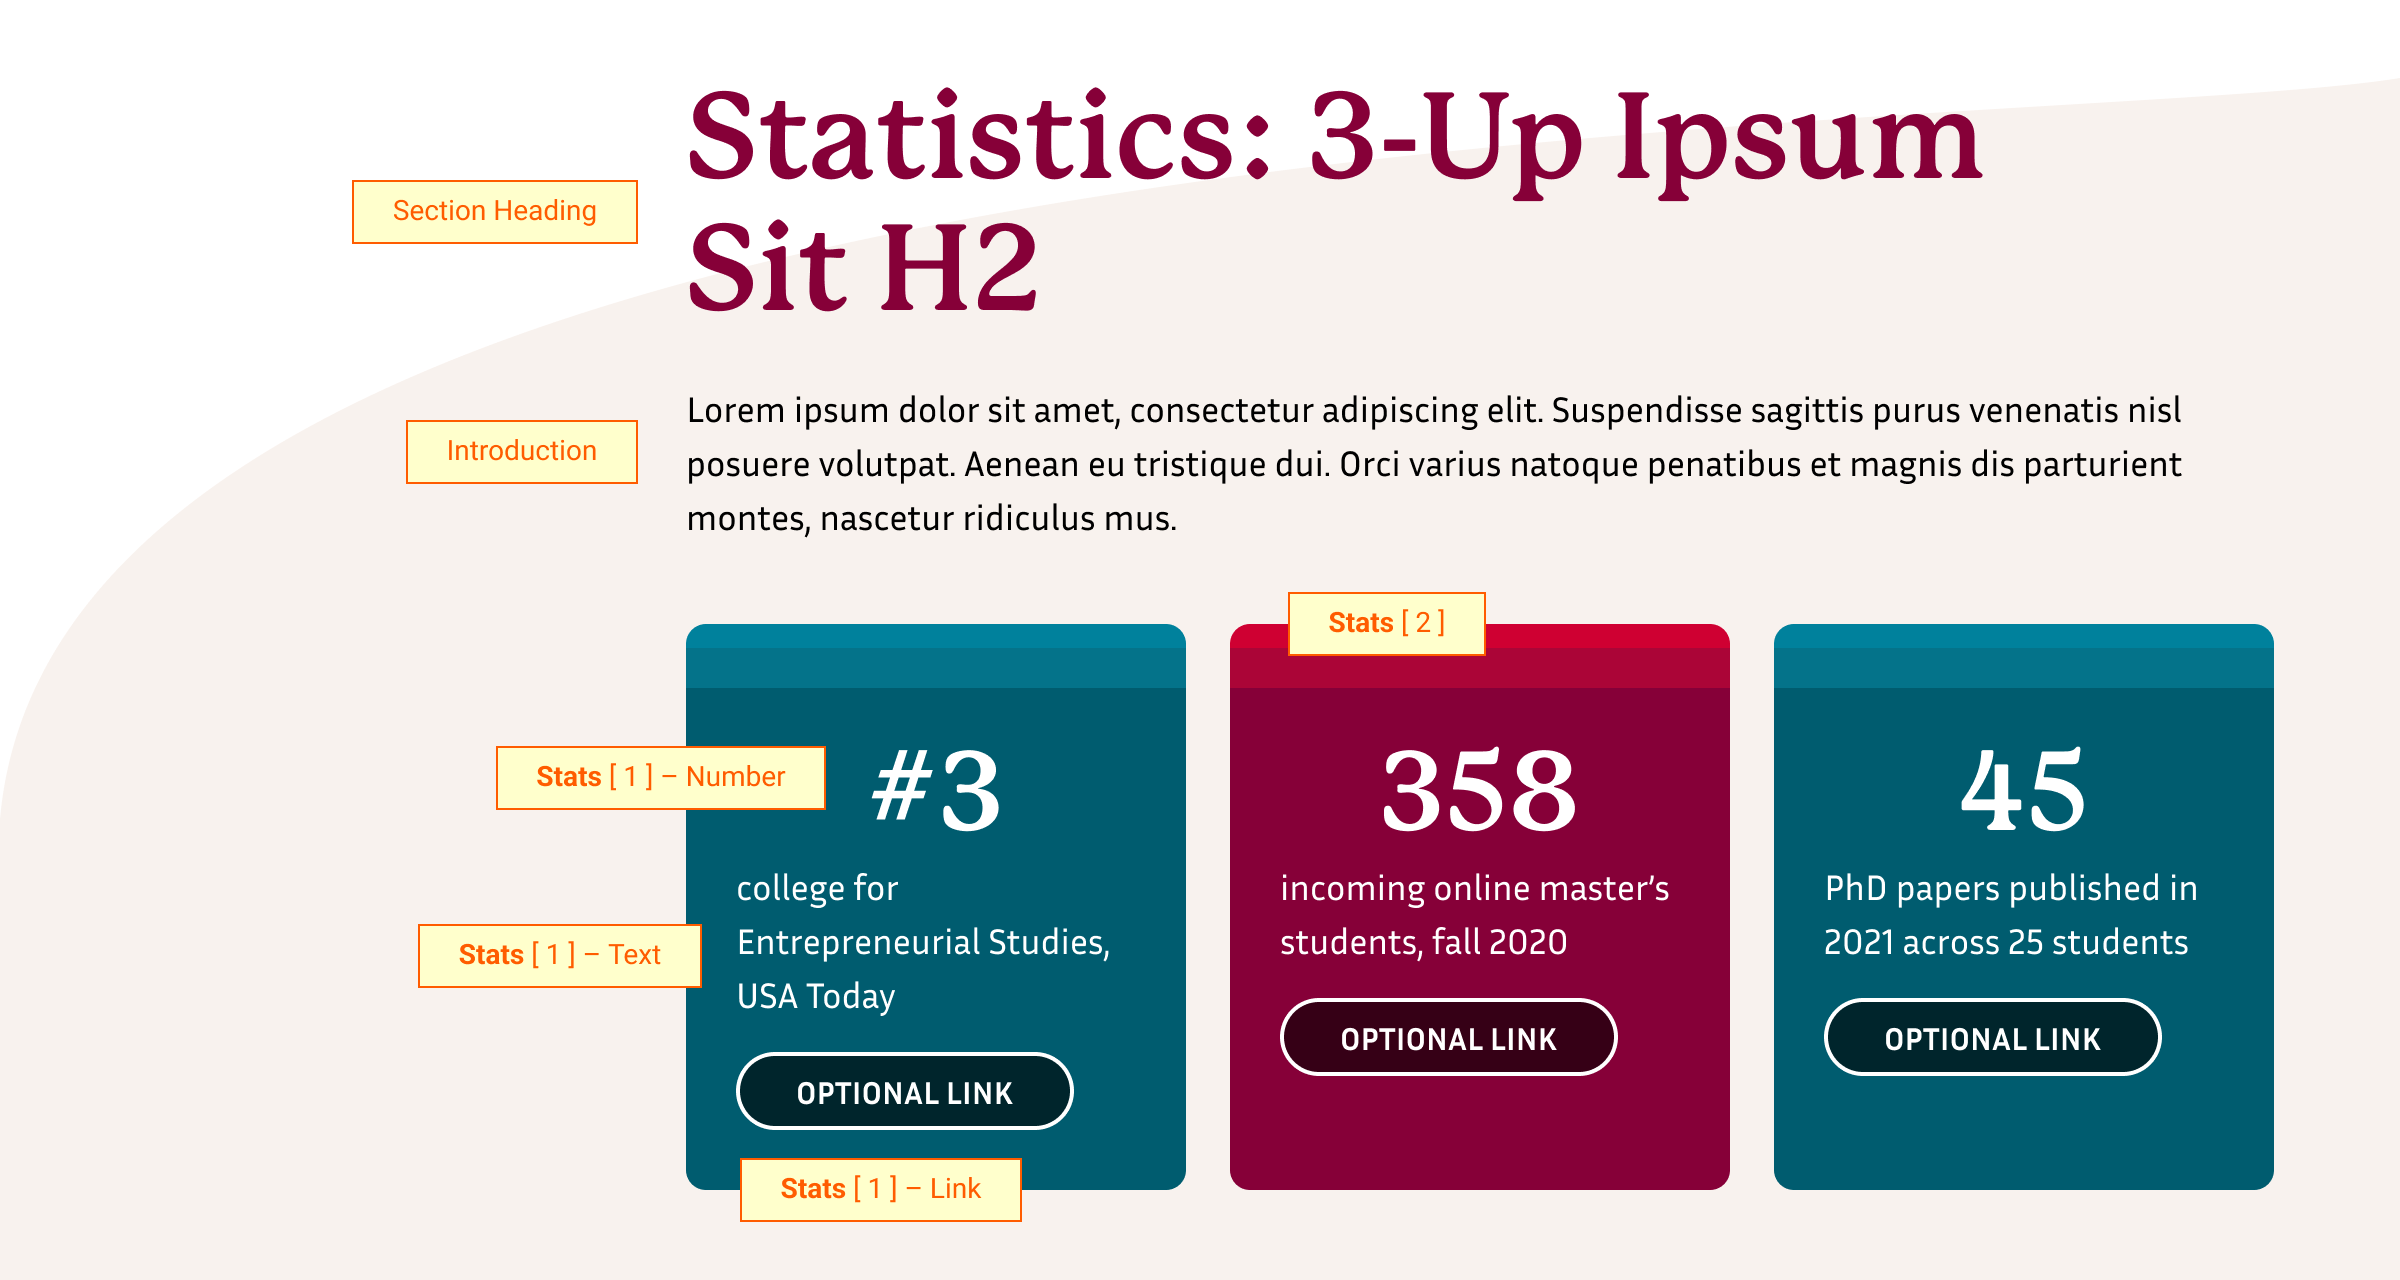 Statistics: 3-Up Ipsum
Sit H2
Section Heading
Lorem ipsum dolor sit amet, consectetur adipiscing elit. Suspendisse sagittis purus venenatis nisl
posuere volutpat. Aenean eu tristique dui. Orci varius natoque penatibus et magnis dis parturient
montes, nascetur ridiculus mus.
Introduction
Stats [ 1 ] – Number
#3
college for
Entrepreneurial Studies,
USA Today
Stats [ 1 ] – Text
OPTIONAL LINK
Stats [ 1 ] – Link
Stats [ 2 ]
358
incoming online master’s
students, fall 2020
OPTIONAL LINK
45
PhD papers published in
2021 across 25 students
OPTIONAL LINK